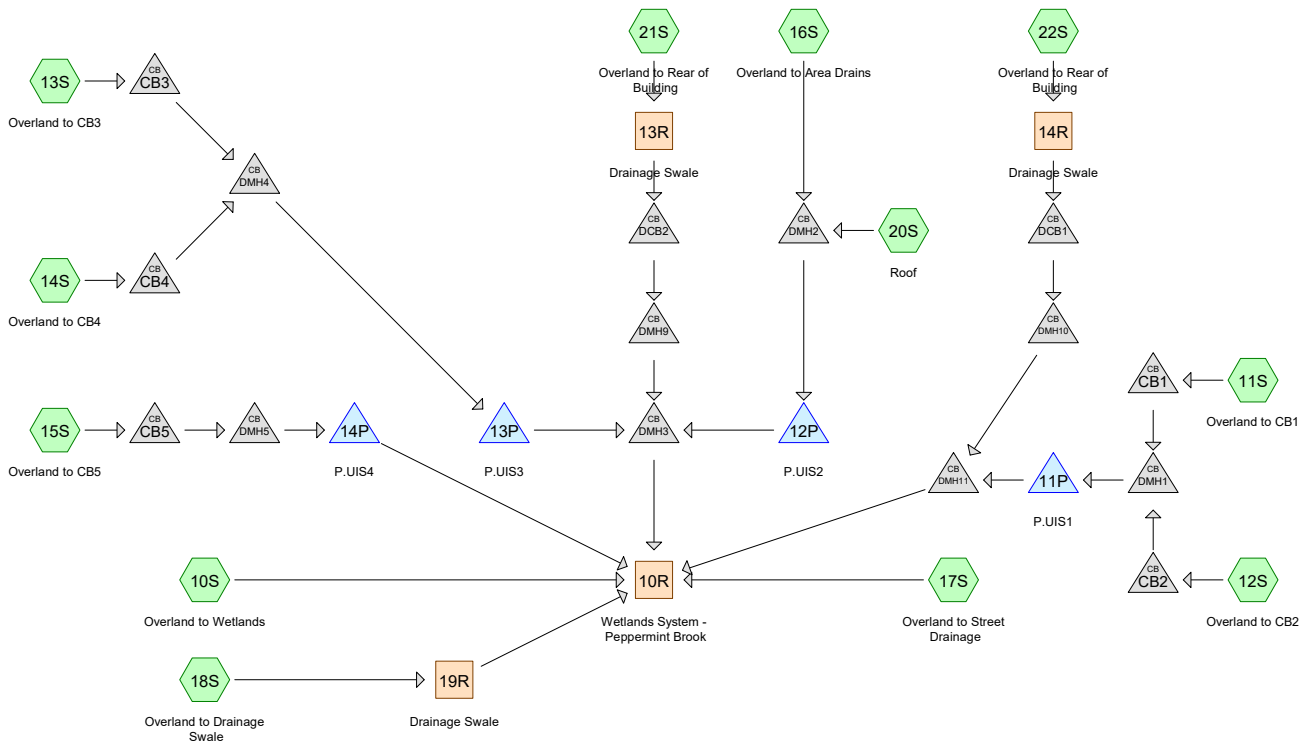 21S
16S
22S
Overland to Rear of
Building
Overland to Area Drains
Overland to Rear of
Building
13S
Overland to CB3
CB
CB3
13R
Drainage Swale
14R
Drainage Swale
CB
DMH4
CB
DCB2
CB
DMH2
20S
Roof
CB
DCB1
14S
Overland to CB4
CB
CB4
CB
DMH9
CB
DMH10
CB
CB1
11S
Overland to CB1
15S
Overland to CB5
CB
CB5
CB
DMH5
14P
P.UIS4
13P
P.UIS3
CB
DMH3
12P
P.UIS2
CB
DMH11
11P
P.UIS1
CB
DMH1
10S
Overland to Wetlands
10R
Wetlands System -
Peppermint Brook
17S
Overland to Street
Drainage
CB
CB2
12S
Overland to CB2
18S
Overland to Drainage
Swale
19R
Drainage Swale